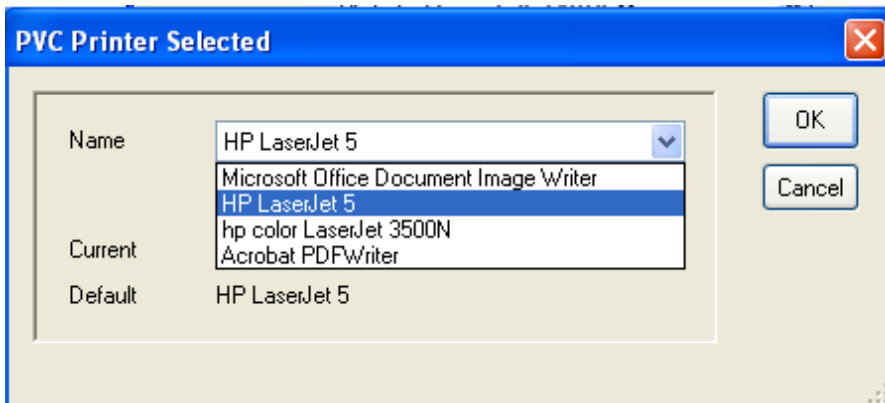 PVC Printer Selected
Name
HP LaserJet 5
OK
Microsoft Office Document Image Writer
HP LaserJet 5
Cancel
hp color LaserJet 3500N
Current
Acrobat PDFWriter
Default
HP LaserJet 5